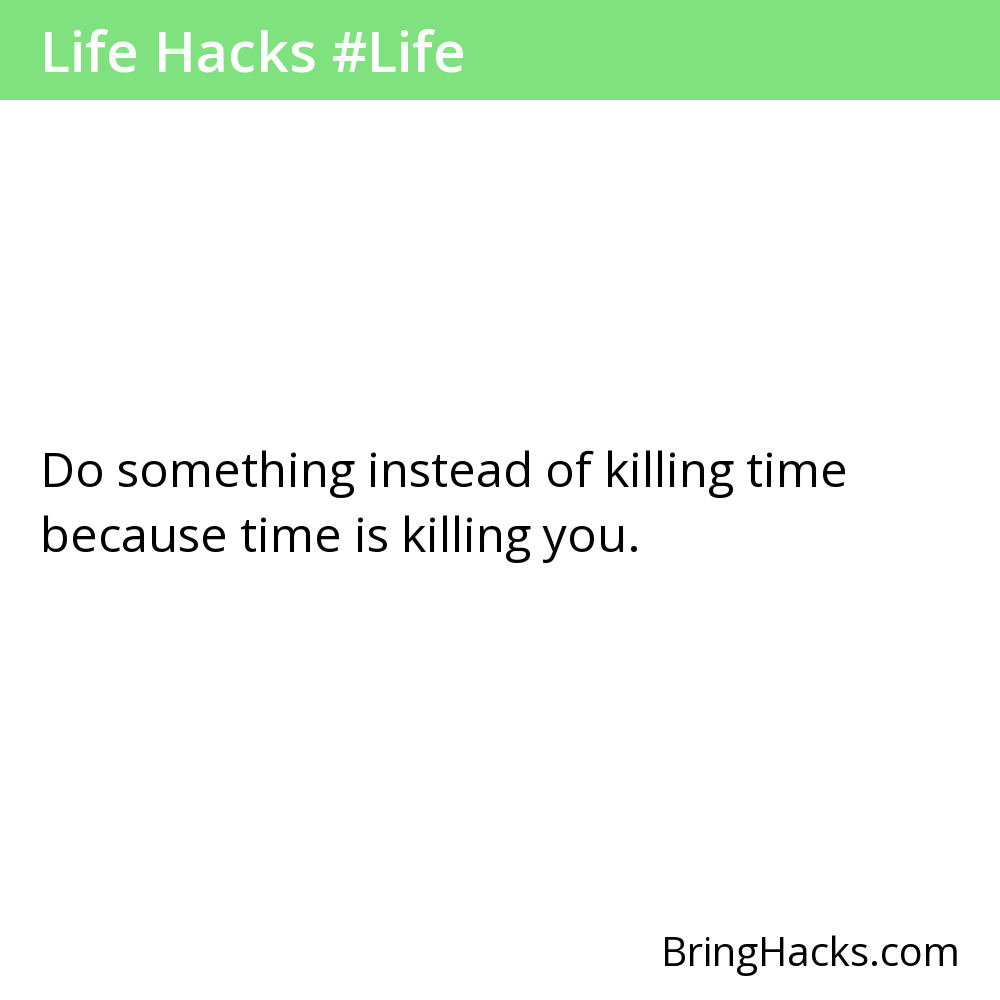 Life Hacks #Life
Do something instead of killing time
because time is killing you.
BringHacks.com